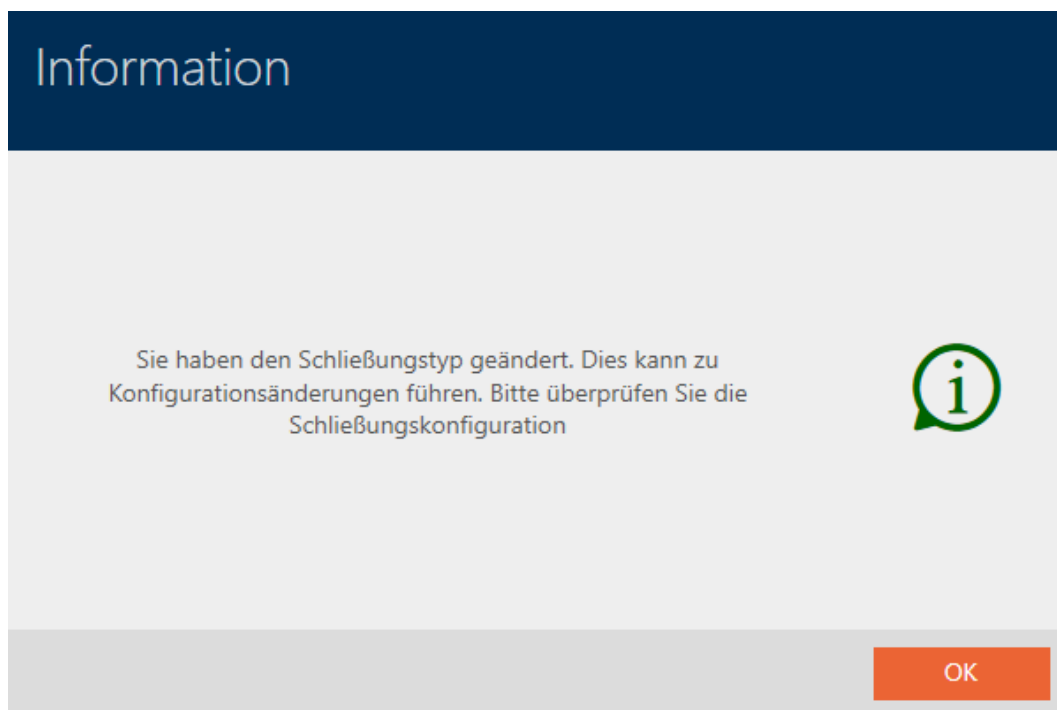 Information
Sie haben den Schließungstyp geändert. Dies kann zu
Konfigurationsänderungen führen. Bitte überprüfen Sie die
Schließungskonfiguration
i
OK